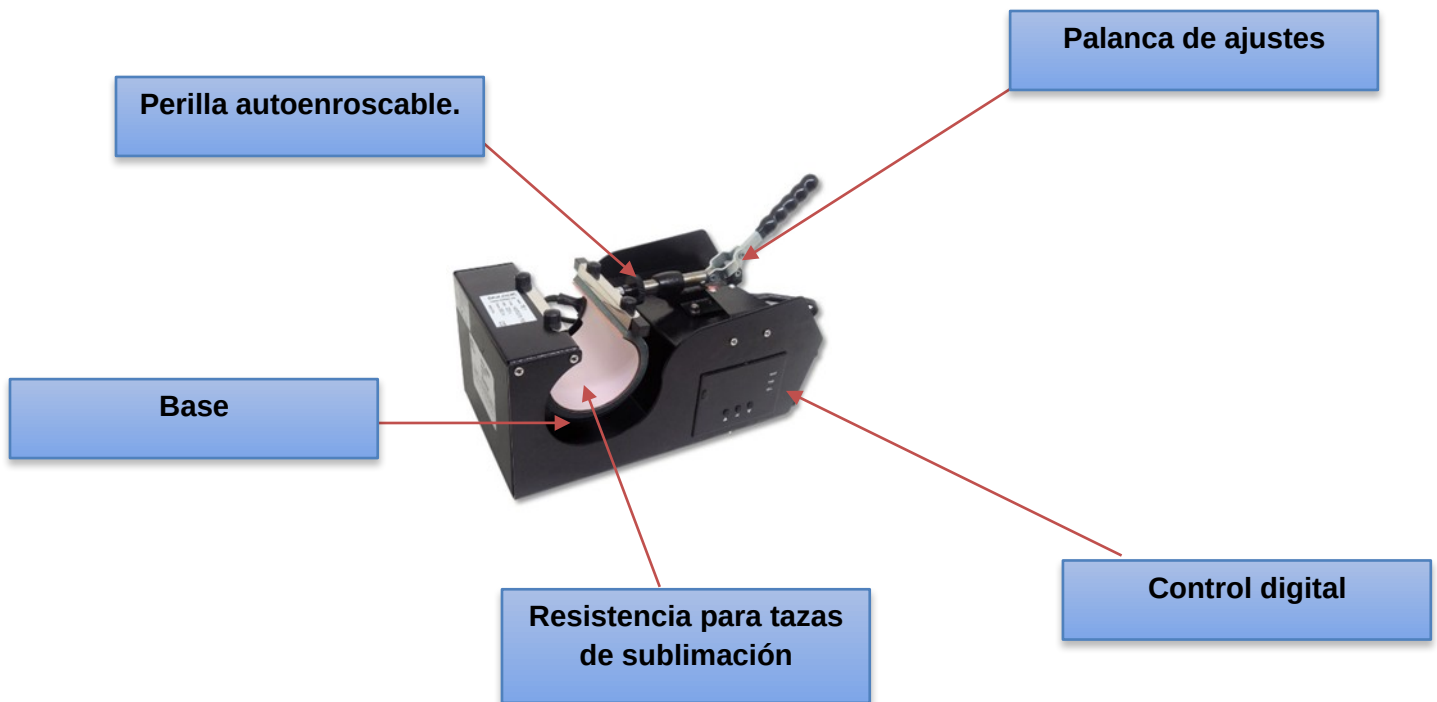 Palanca de ajustes
Perilla autoenroscable.
Base
Resistencia para tazas
de sublimación
Control digital